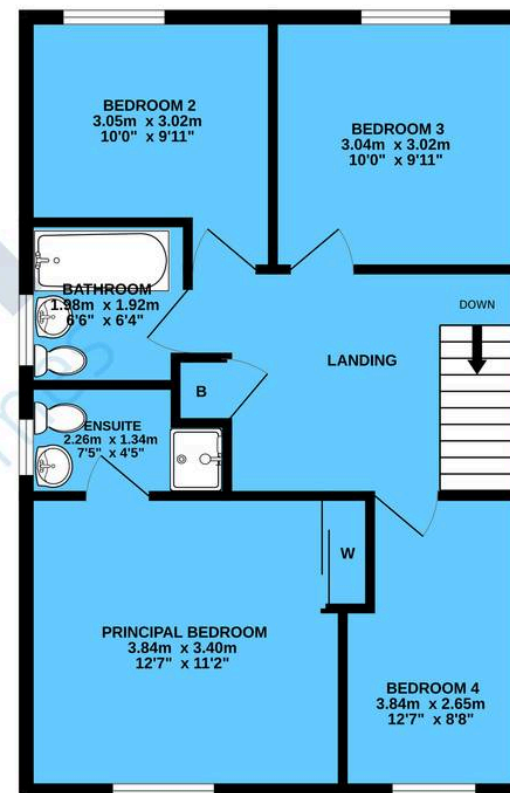 BEDROOM 2
3.05m x 3.02m
10'0" x 9'11"
BEDROOM 3
3.04m x 3.02m
10'0" x 9'11"
BATHROOM
1.98m x 1.92m
6'6" x 6'4"
DOWN
LANDING
B
ENSUITE
2.26m x 1.34m
7'5" x 4'5"
W
PRINCIPAL BEDROOM
3.84m x 3.40m
12'7" x 11'2"
BEDROOM 4
3.84m x 2.65m
12'7" x 8'8"